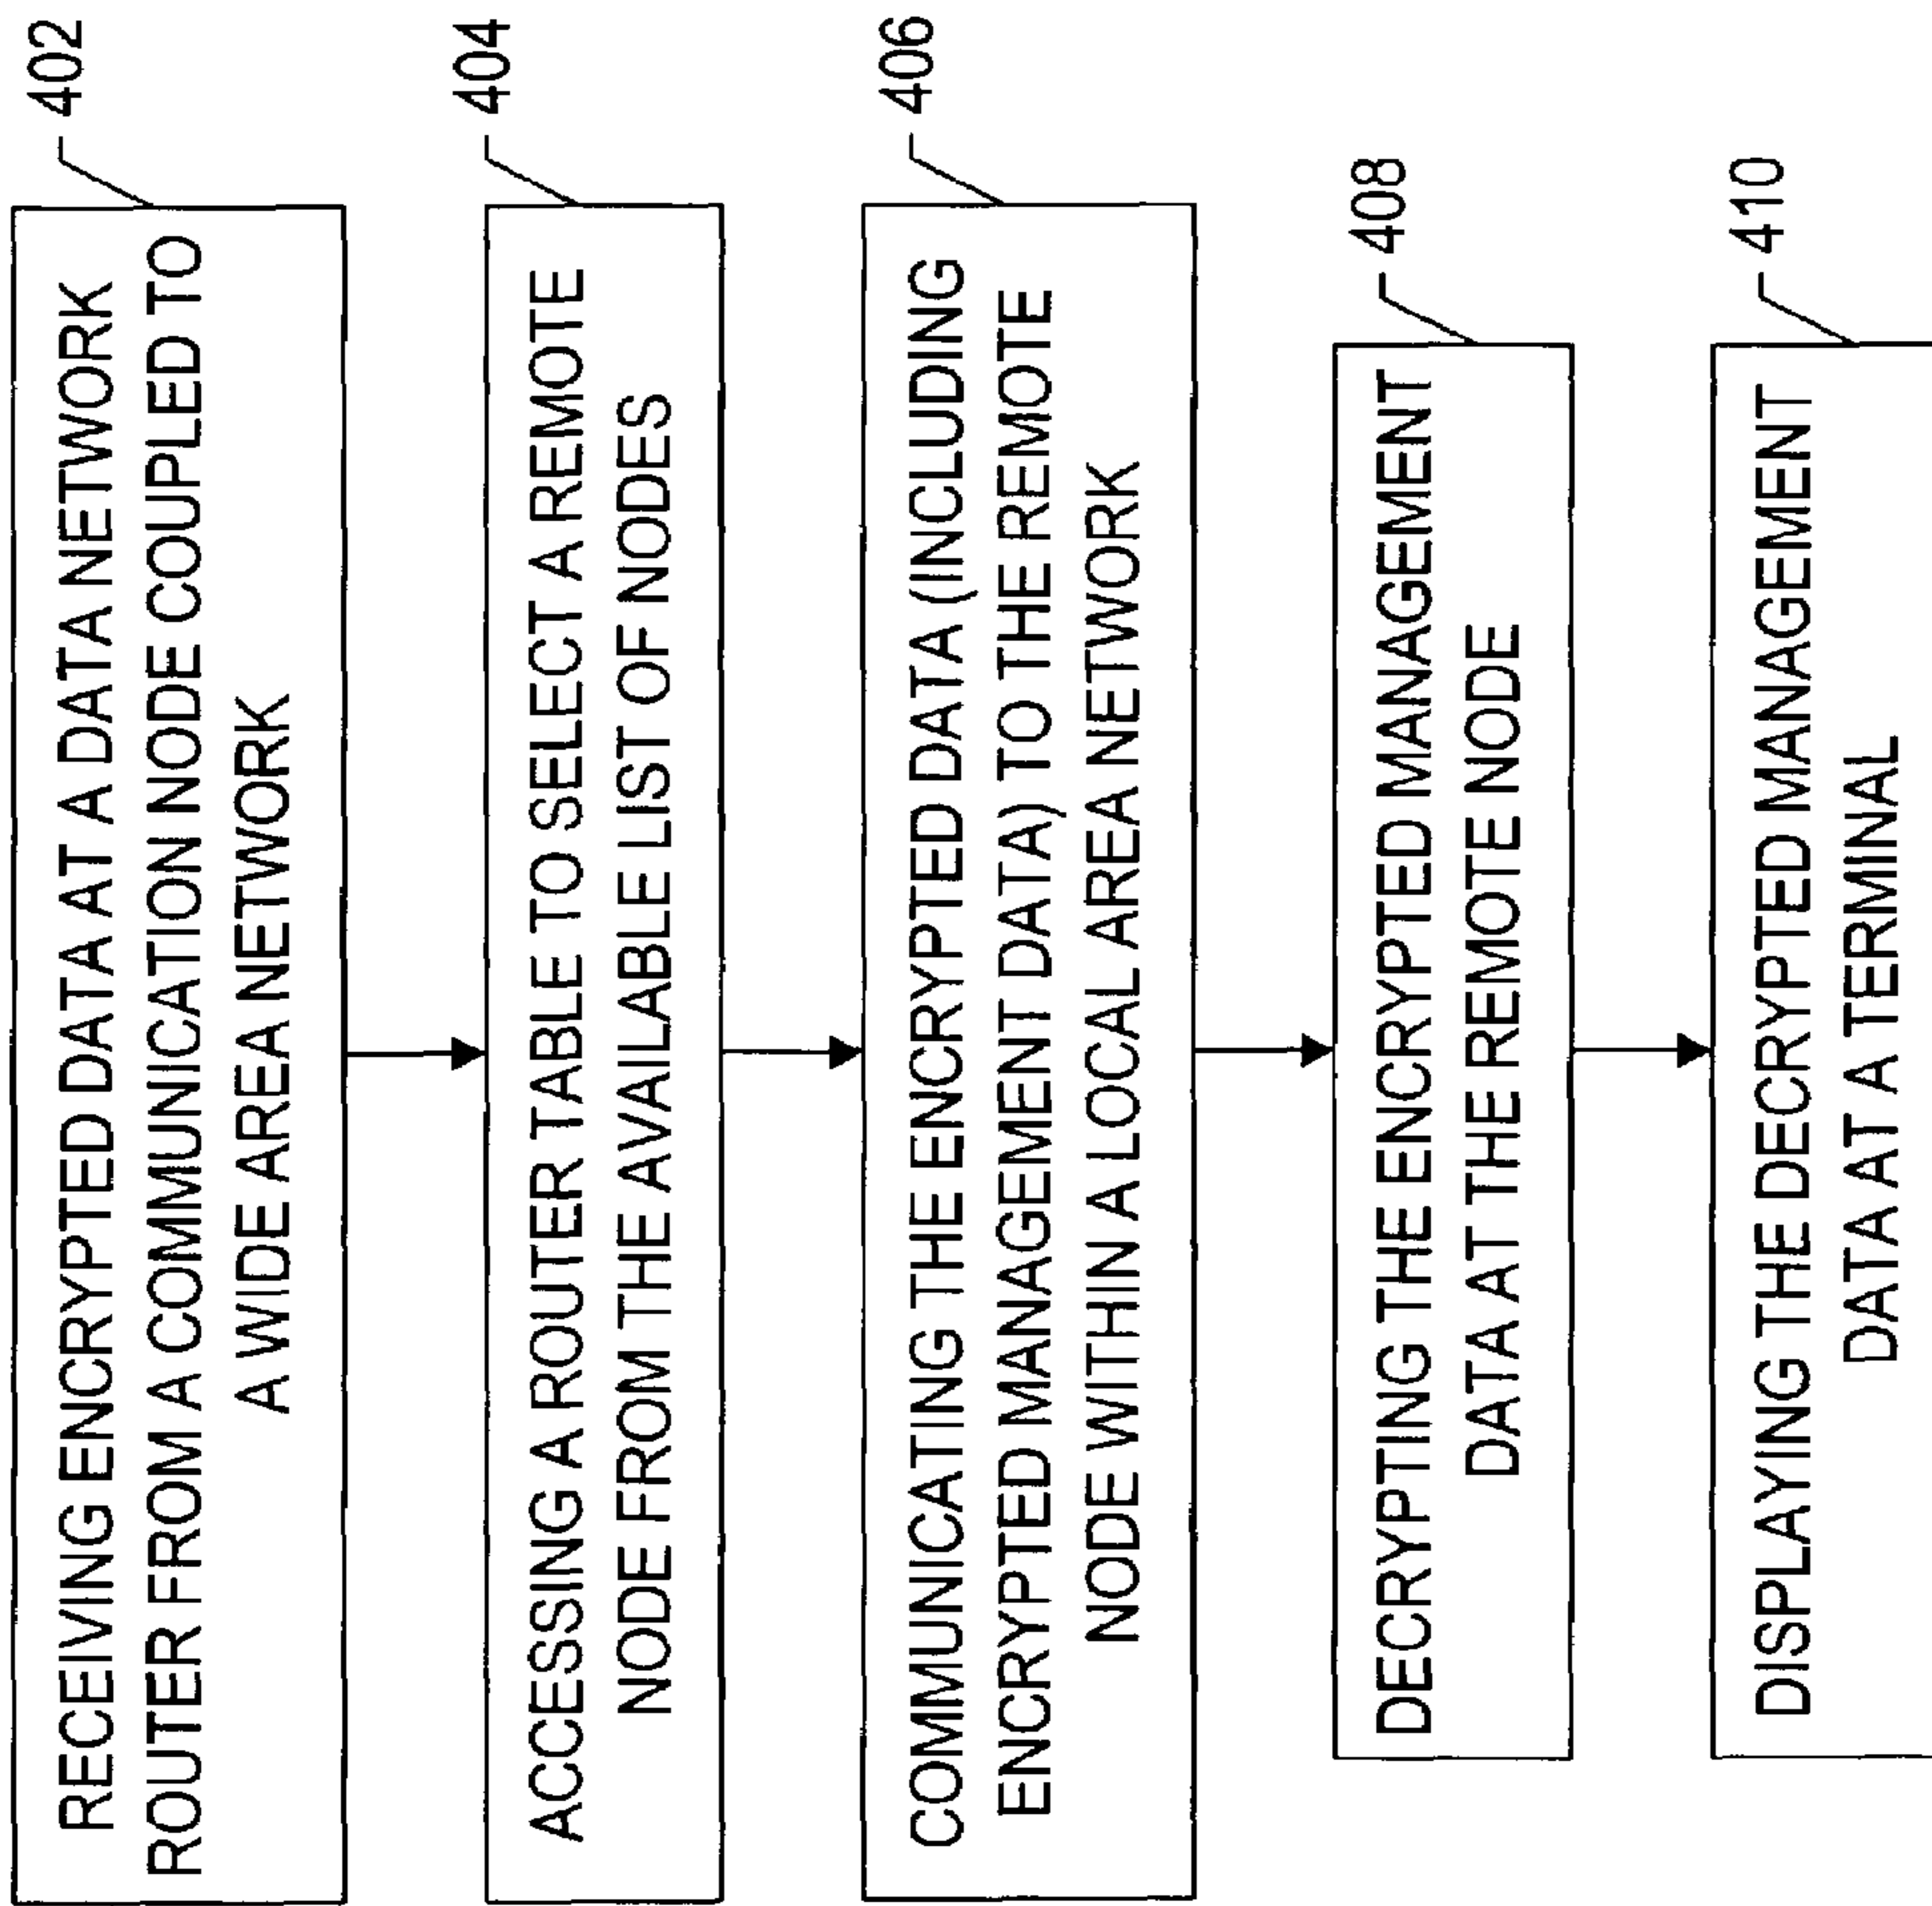 RECEIVING ENCRYPTED DATA AT A DATA NETWORK
ROUTER FROM A COMMUNICATION NODE COUPLED TO
A WIDE AREA NETWORK
402
ACCESSING A ROUTER TABLE TO SELECT A REMOTE
NODE FROM THE AVAILABLE LIST OF NODES
404
COMMUNICATING THE ENCRYPTED DATA (INCLUDING
ENCRYPTED MANAGEMENT DATA) TO THE REMOTE
NODE WITHIN A LOCAL AREA NETWORK
406
DECRYPTING THE ENCRYPTED MANAGEMENT
DATA AT THE REMOTE NODE
408
DISPLAYING THE DECRYPTED MANAGEMENT
DATA AT A TERMINAL
410